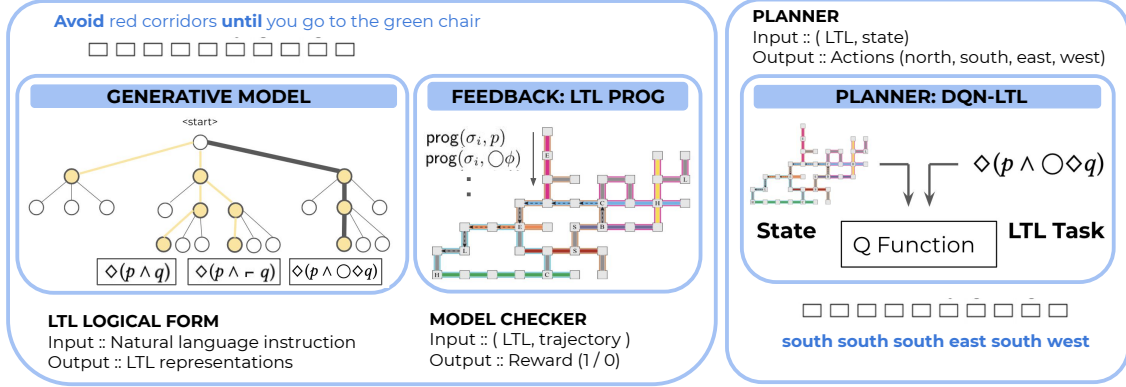 Avoid red corridors until you go to the green chair
GENERATIVE MODEL
<start>
◇(p ∧ q)
◇(p ∧ ⌐ q)
◇(p ∧ ◯◇q)
LTL LOGICAL FORM
Input :: Natural language instruction
Output :: LTL representations
FEEDBACK: LTL PROG
prog(σᵢ, p)
prog(σᵢ, ◯ϕ)
E
L
C
H
E
S
B
L
S
H
C
MODEL CHECKER
Input :: ( LTL, trajectory )
Output :: Reward (1 / 0)
PLANNER
Input :: ( LTL, state)
Output :: Actions (north, south, east, west)
PLANNER: DQN-LTL
◇(p ∧ ◯◇q)
State
LTL Task
Q Function
south south south east south west